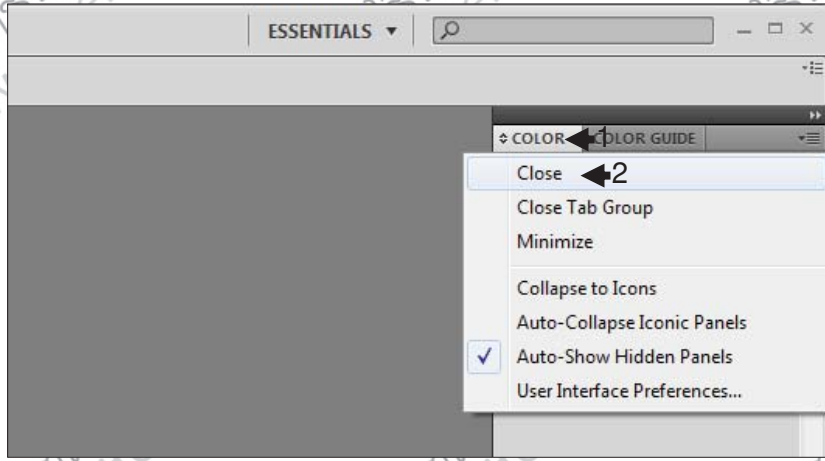 ESSENTIALS
COLOR 1 COLOR GUIDE
Close 2
Close Tab Group
Minimize
Collapse to Icons
Auto-Collapse Iconic Panels
Auto-Show Hidden Panels
User Interface Preferences...